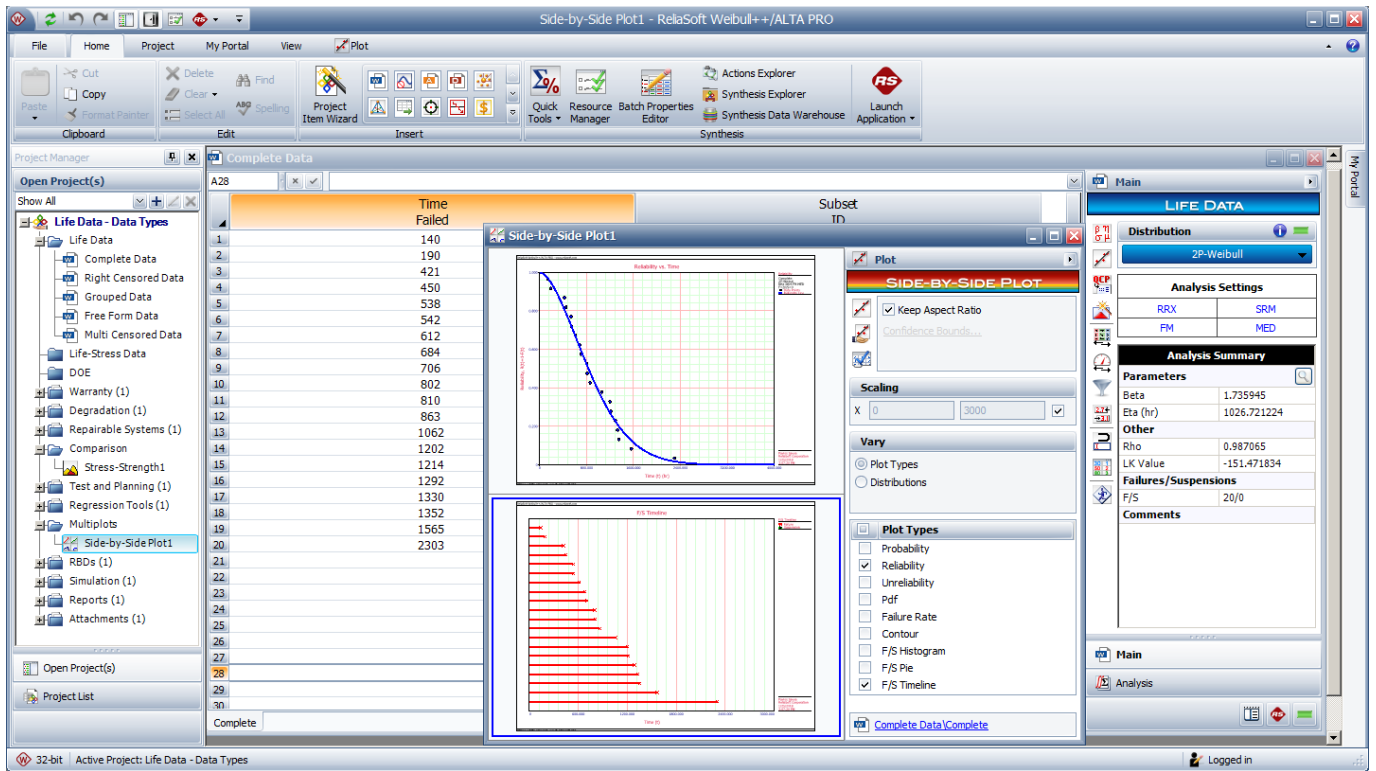 Side-by-Side Plot1 - ReliaSoft Weibull++/ALTA PRO
File Home Project My Portal View Plot
Paste
Cut
Copy
Format Painter
Clipboard
Delete
Clear
Select All
Find
Spelling
Edit
Project
Item Wizard
Insert
Quick
Tools
Resource
Manager
Batch Properties
Editor
Actions Explorer
Synthesis Explorer
Synthesis Data Warehouse
Launch
Application
Synthesis
Project Manager
Open Project(s)
Show All
Life Data - Data Types
Life Data
Complete Data
Right Censored Data
Grouped Data
Free Form Data
Multi Censored Data
Life-Stress Data
DOE
Warranty (1)
Degradation (1)
Repairable Systems (1)
Comparison
Stress-Strength1
Test and Planning (1)
Regression Tools (1)
Multiplots
Side-by-Side Plot1
RBDs (1)
Simulation (1)
Reports (1)
Attachments (1)
Open Project(s)
Project List
Complete Data
A28
Time
Failed
Subset
ID
1 140
2 190
3 421
4 450
5 538
6 542
7 612
8 684
9 706
10 802
11 810
12 863
13 1062
14 1202
15 1214
16 1292
17 1330
18 1352
19 1565
20 2303
21
22
23
24
25
26
27
28
29
30
Complete
Side-by-Side Plot1
Reliability vs. Time
Time (t) (hr)
F/S Timeline
Time (t)
Plot
SIDE-BY-SIDE PLOT
Keep Aspect Ratio
Confidence Bounds...
Scaling
X 0 3000
Vary
Plot Types
Distributions
Plot Types
Probability
Reliability
Unreliability
Pdf
Failure Rate
Contour
F/S Histogram
F/S Pie
F/S Timeline
Complete Data\Complete
Main
LIFE DATA
Distribution
2P-Weibull
Analysis Settings
RRX SRM
FM MED
Analysis Summary
Parameters
Beta 1.735945
Eta (hr) 1026.721224
Other
Rho 0.987065
LK Value -151.471834
Failures/Suspensions
F/S 20/0
Comments
Main
Analysis
My Portal
32-bit Active Project: Life Data - Data Types
Logged in